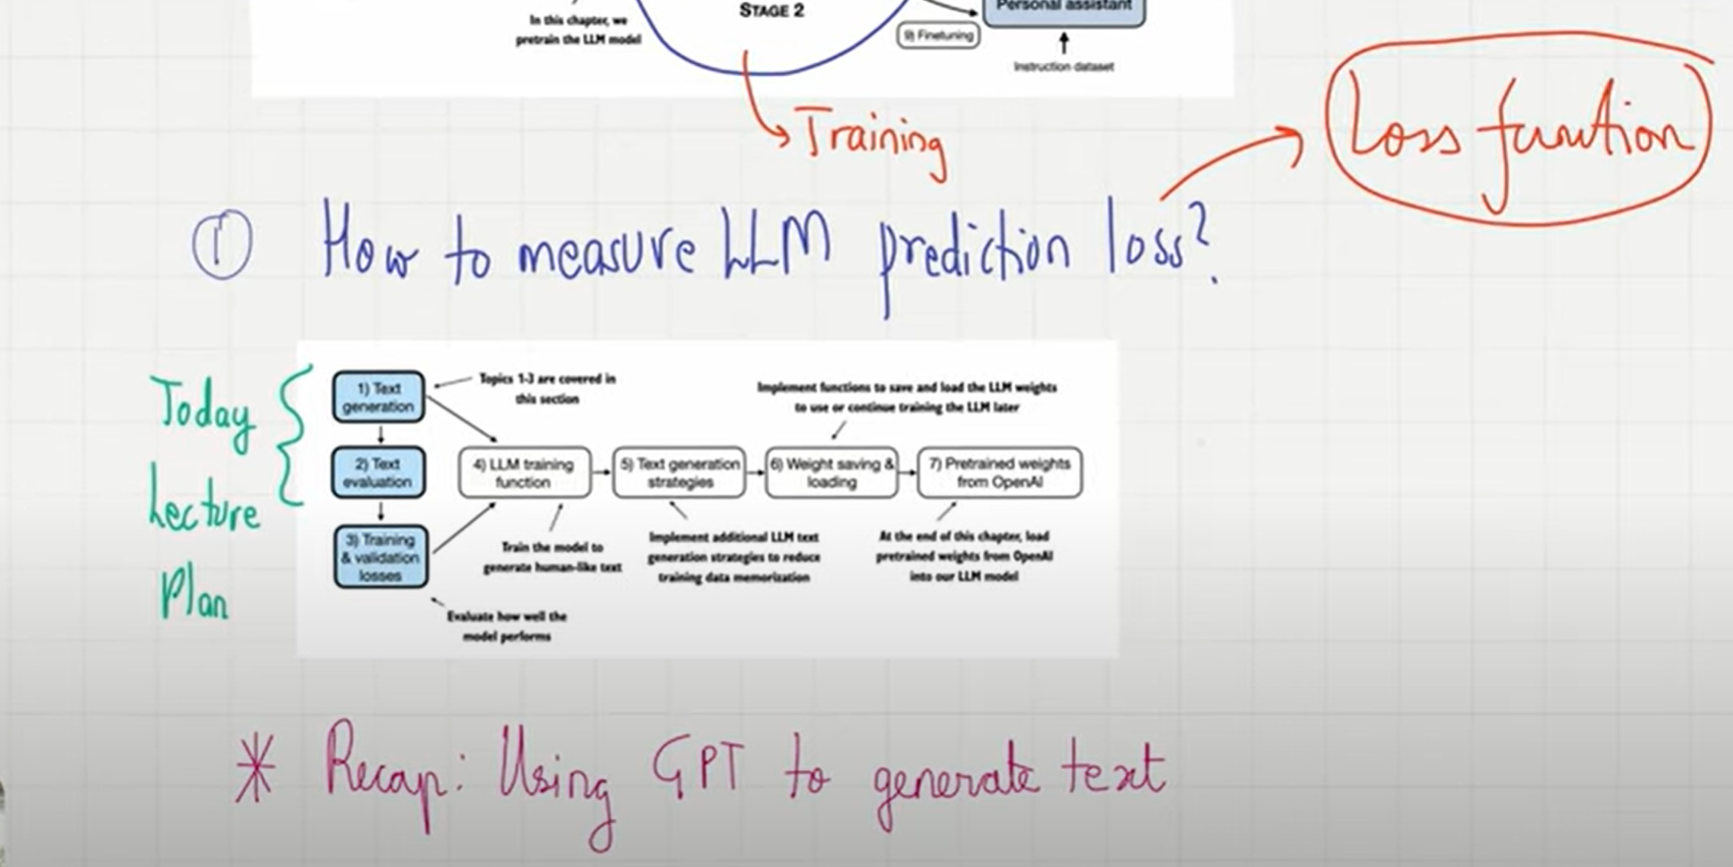 STAGE 2
Personal assistant
In this chapter, we
pretrain the LLM model
9) Finetuning
Instruction dataset
Training
Loss function
① How to measure LLM prediction loss?
Today
Lecture
Plan
1) Text
generation
Topics 1-3 are covered in
this section
2) Text
evaluation
3) Training
& validation
losses
Evaluate how well the
model performs
4) LLM training
function
Train the model to
generate human-like text
5) Text generation
strategies
Implement additional LLM text
generation strategies to reduce
training data memorization
Implement functions to save and load the LLM weights
to use or continue training the LLM later
6) Weight saving &
loading
7) Pretrained weights
from OpenAI
At the end of this chapter, load
pretrained weights from OpenAI
into our LLM model
* Recap: Using GPT to generate text